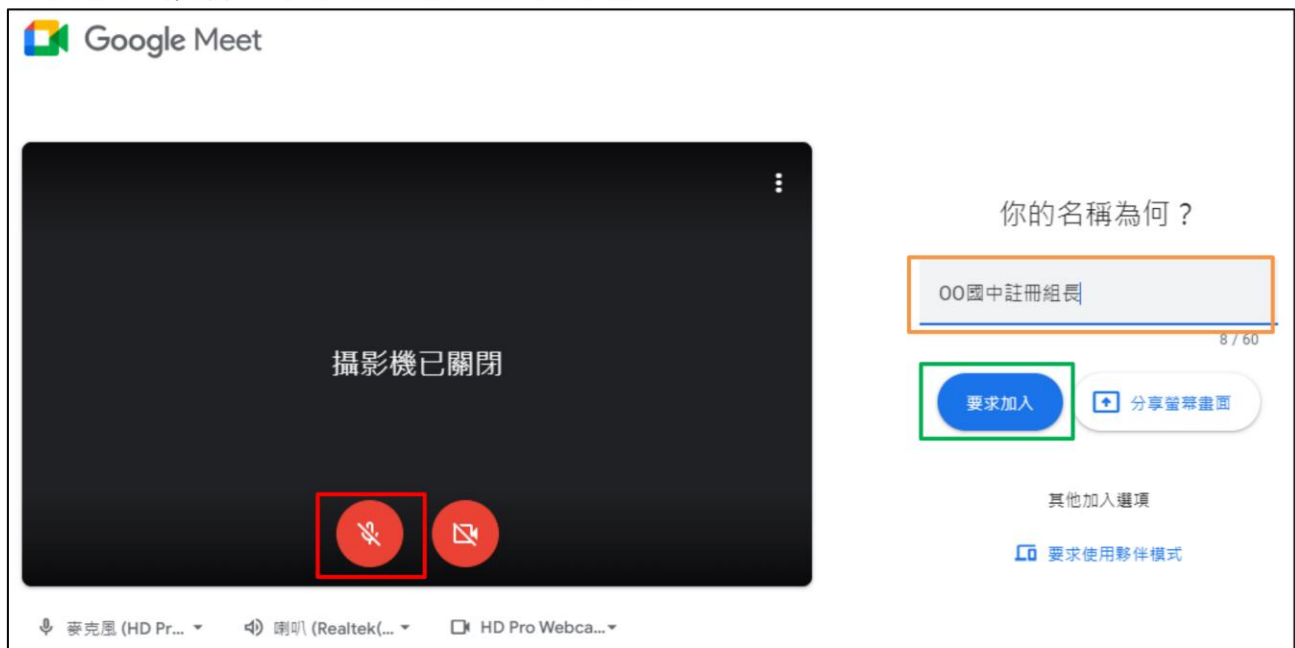 Google Meet
攝影機已關閉
你的名稱為何？
OO國中註冊組長
8 / 60
要求加入
分享螢幕畫面
其他加入選項
要求使用夥伴模式
麥克風 (HD Pr... 喇叭 (Realtek(... HD Pro Webca...